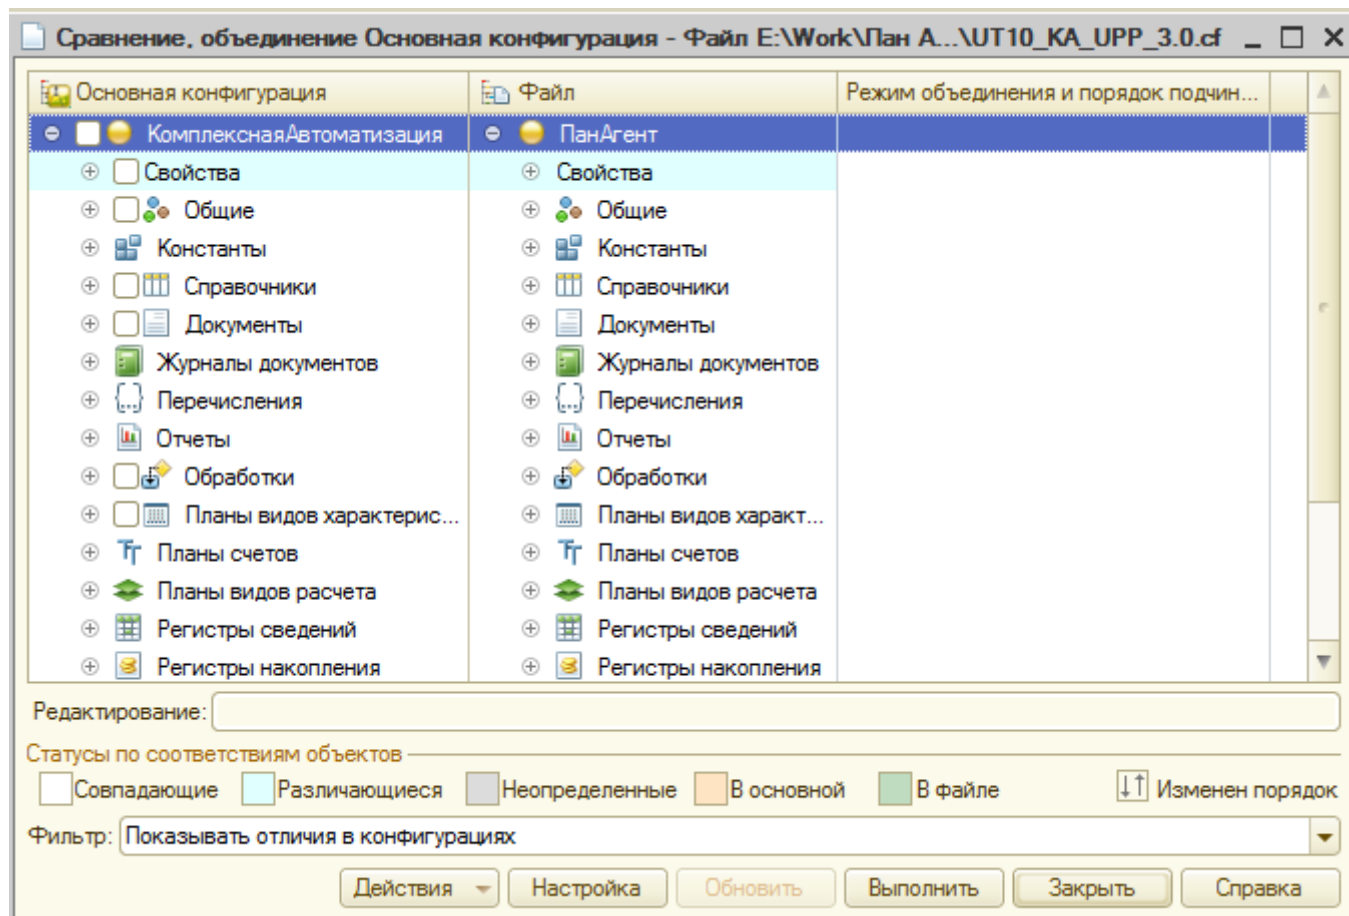 Сравнение, объединение Основная конфигурация - Файл E:\Work\Пан А...\UT10_KA_UPP_3.0.cf
Основная конфигурация Файл Режим объединения и порядок подчин...
КомплекснаяАвтоматизация ПанАгент
Свойства Свойства
Общие Общие
Константы Константы
Справочники Справочники
Документы Документы
Журналы документов Журналы документов
Перечисления Перечисления
Отчеты Отчеты
Обработки Обработки
Планы видов характерис... Планы видов характ...
Планы счетов Планы счетов
Планы видов расчета Планы видов расчета
Регистры сведений Регистры сведений
Регистры накопления Регистры накопления
Редактирование:
Статусы по соответствиям объектов
Совпадающие Различающиеся Неопределенные В основной В файле Изменен порядок
Фильтр: Показывать отличия в конфигурациях
Действия Настройка Обновить Выполнить Закрыть Справка